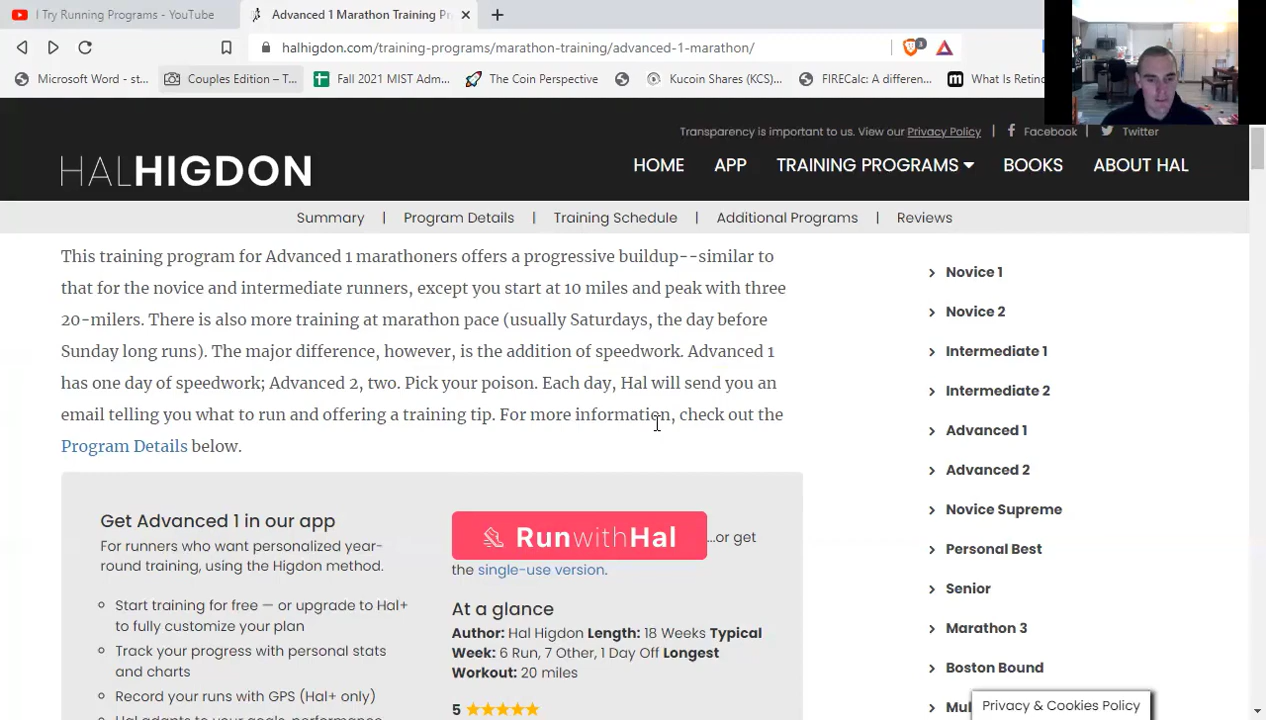 I Try Running Programs - YouTube
Advanced 1 Marathon Training Pr
halhigdon.com/training-programs/marathon-training/advanced-1-marathon/
3
Microsoft Word - st...
Couples Edition – T...
Fall 2021 MIST Adm...
The Coin Perspective
Kucoin Shares (KCS)...
FIRECalc: A differen...
What Is Retino
Transparency is important to us. View our Privacy Policy | Facebook | Twitter
HALHIGDON
HOME APP TRAINING PROGRAMS BOOKS ABOUT HAL
Summary | Program Details | Training Schedule | Additional Programs | Reviews
This training program for Advanced 1 marathoners offers a progressive buildup--similar to
that for the novice and intermediate runners, except you start at 10 miles and peak with three
20-milers. There is also more training at marathon pace (usually Saturdays, the day before
Sunday long runs). The major difference, however, is the addition of speedwork. Advanced 1
has one day of speedwork; Advanced 2, two. Pick your poison. Each day, Hal will send you an
email telling you what to run and offering a training tip. For more information, check out the
Program Details below.
Get Advanced 1 in our app
For runners who want personalized year-
round training, using the Higdon method.
Start training for free — or upgrade to Hal+
to fully customize your plan
Track your progress with personal stats
and charts
Record your runs with GPS (Hal+ only)
Hal adapts to your goals, performance
RunwithHal ...or get
the single-use version.
At a glance
Author: Hal Higdon Length: 18 Weeks Typical
Week: 6 Run, 7 Other, 1 Day Off Longest
Workout: 20 miles
5
Novice 1
Novice 2
Intermediate 1
Intermediate 2
Advanced 1
Advanced 2
Novice Supreme
Personal Best
Senior
Marathon 3
Boston Bound
Mul
Privacy & Cookies Policy